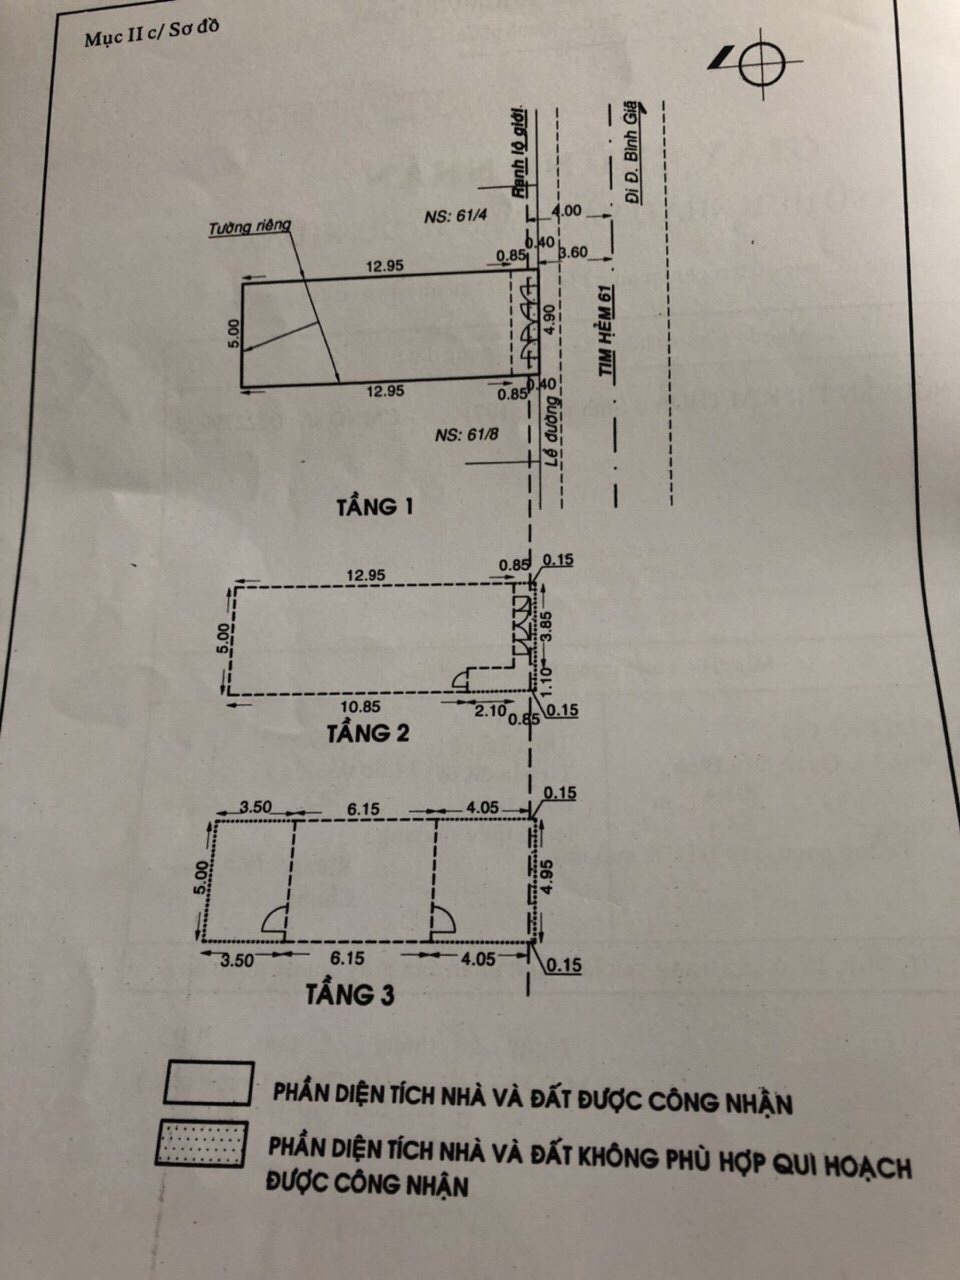 Mục II c/ Sơ đồ
Ranh lộ giới
Đi Đ. Bình Giã
NS: 61/4
4.00
Tường riêng
0.40
12.95
0.85
3.60
5.00
4.90
TIM HẺM 61
12.95
0.85
0.40
NS: 61/8
Lề đường
TẦNG 1
12.95
0.85
0.15
5.00
3.85
1.10
10.85
2.10
0.85
0.15
TẦNG 2
0.15
3.50
6.15
4.05
5.00
4.95
3.50
6.15
4.05
0.15
TẦNG 3
PHẦN DIỆN TÍCH NHÀ VÀ ĐẤT ĐƯỢC CÔNG NHẬN
PHẦN DIỆN TÍCH NHÀ VÀ ĐẤT KHÔNG PHÙ HỢP QUI HOẠCH
ĐƯỢC CÔNG NHẬN